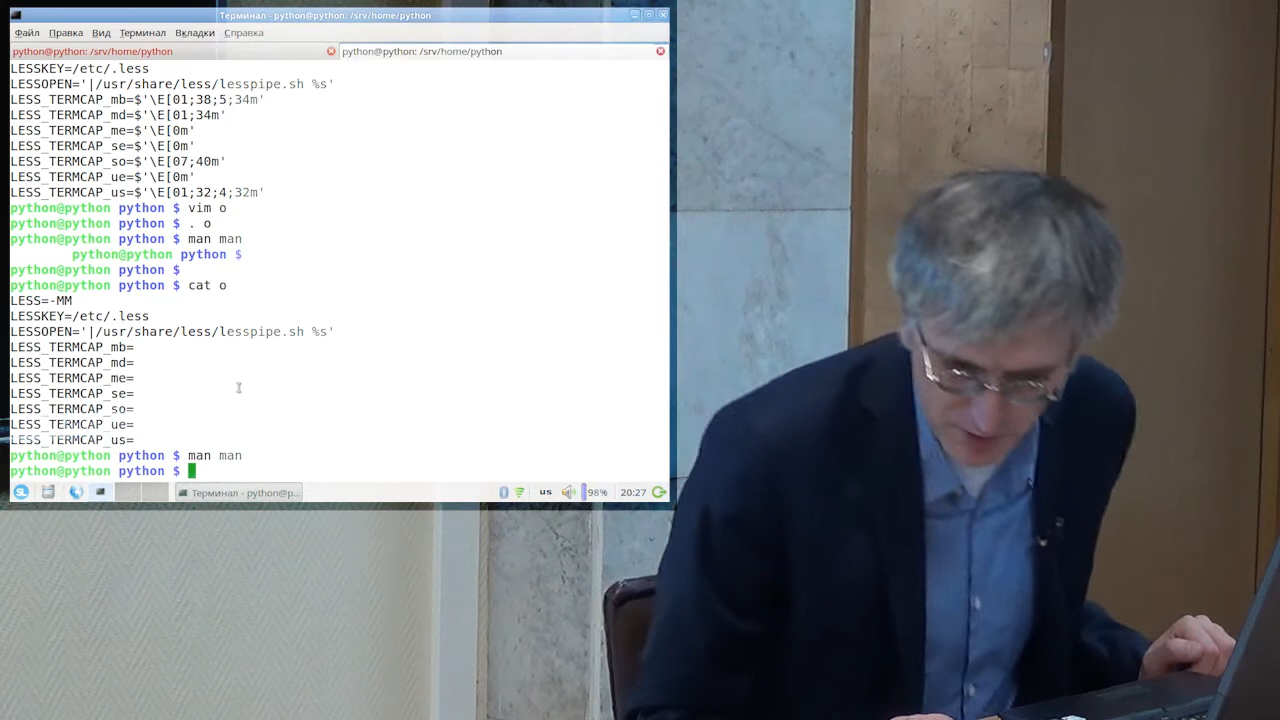 Терминал - python@python: /srv/home/python
Файл Правка Вид Терминал Вкладки Справка
python@python: /srv/home/python python@python: /srv/home/python
LESSKEY=/etc/.less
LESSOPEN='|/usr/share/less/lesspipe.sh %s'
LESS_TERMCAP_mb=$'\E[01;38;5;34m'
LESS_TERMCAP_md=$'\E[01;34m'
LESS_TERMCAP_me=$'\E[0m'
LESS_TERMCAP_se=$'\E[0m'
LESS_TERMCAP_so=$'\E[07;40m'
LESS_TERMCAP_ue=$'\E[0m'
LESS_TERMCAP_us=$'\E[01;32;4;32m'
python@python python $ vim o
python@python python $ . o
python@python python $ man man
python@python python $
python@python python $
python@python python $ cat o
LESS=-MM
LESSKEY=/etc/.less
LESSOPEN='|/usr/share/less/lesspipe.sh %s'
LESS_TERMCAP_mb=
LESS_TERMCAP_md=
LESS_TERMCAP_me=
LESS_TERMCAP_se=
LESS_TERMCAP_so=
LESS_TERMCAP_ue=
LESS_TERMCAP_us=
python@python python $ man man
python@python python $
Терминал - python@p... us 98% 20:27